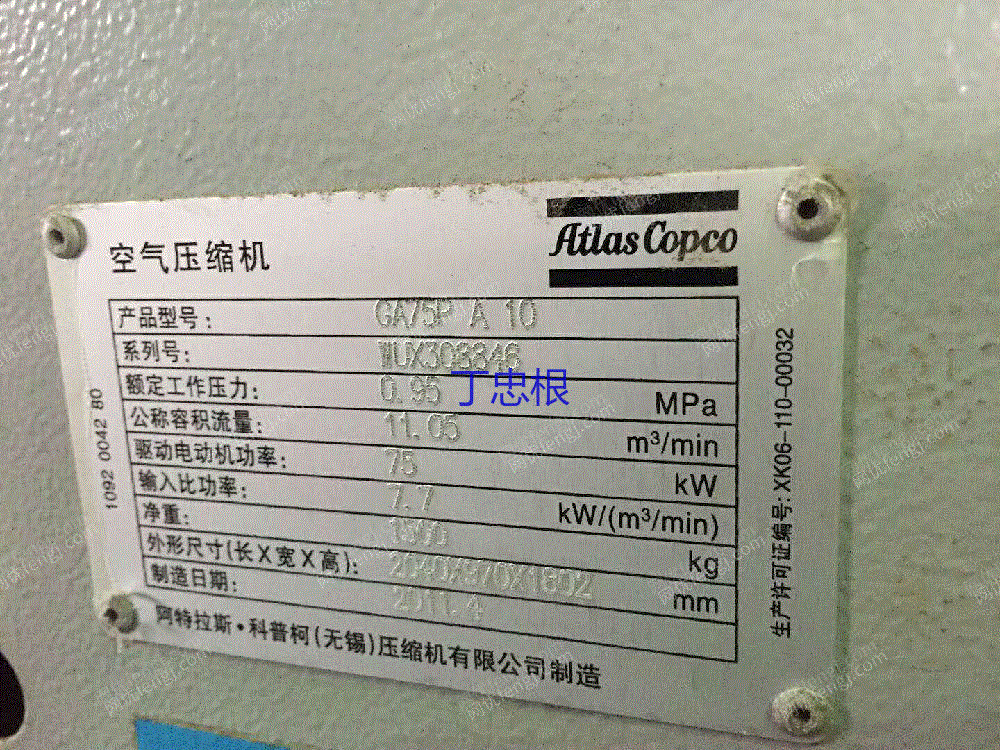 空气压缩机
Atlas Copco
产品型号: GA75P A 10
系列号: WUX308846
额定工作压力: 0.95 MPa
公称容积流量: 11.05 m³/min
驱动电动机功率: 75 kW
输入比功率: 7.7 kW/(m³/min)
净重: kg
外形尺寸(长X宽X高): 2040X970X1802 mm
制造日期: 2011.4
阿特拉斯·科普柯(无锡)压缩机有限公司制造
1092 0042 80
生产许可证编号: XK06-110-00032
丁忠根